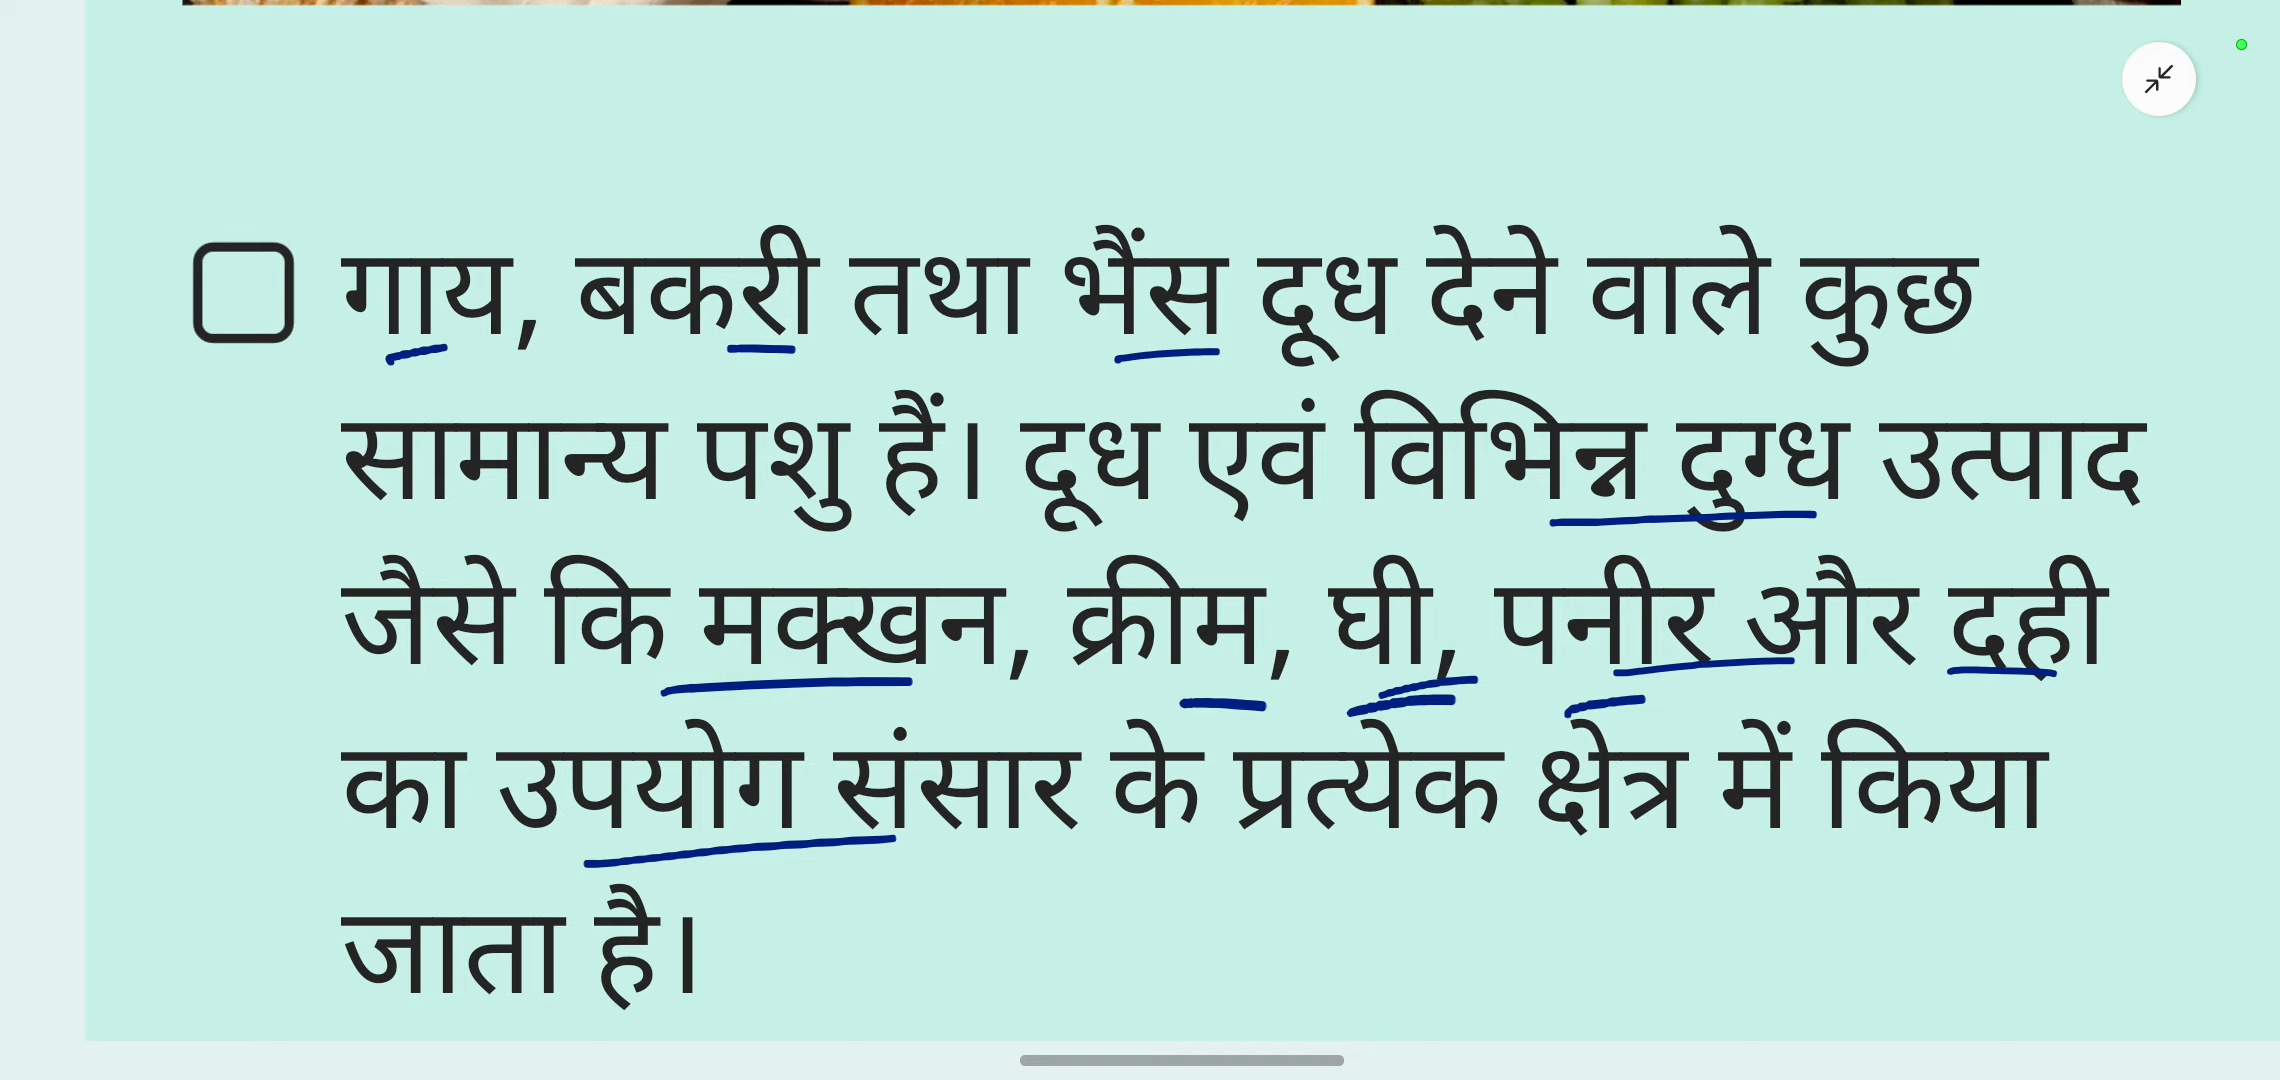 गाय, बकरी तथा भैंस दूध देने वाले कुछ
सामान्य पशु हैं। दूध एवं विभिन्न दुग्ध उत्पाद
जैसे कि मक्खन, क्रीम, घी, पनीर और दही
का उपयोग संसार के प्रत्येक क्षेत्र में किया
जाता है।